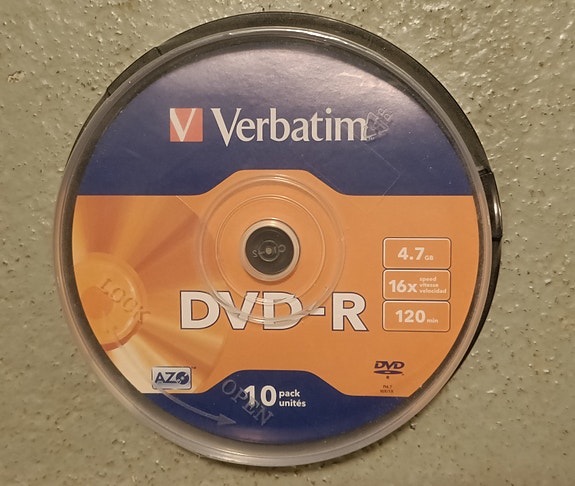 Verbatim
4.7 GB
16x speed
vitesse
velocidad
120 min
DVD-R
LOCK
AZO
DVD
R
10 pack
unités
OPEN